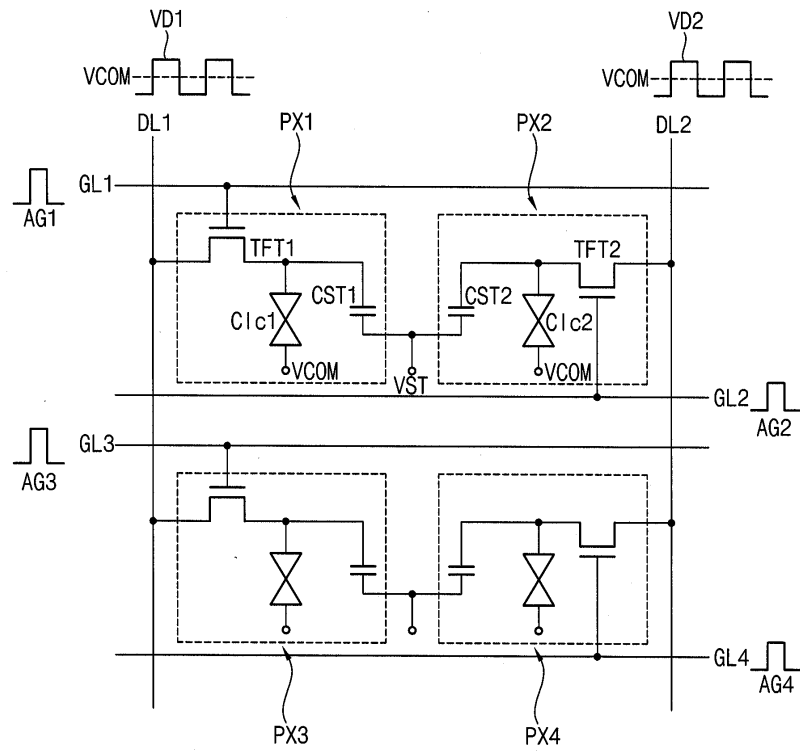 VD1
VD2
VCOM
VCOM
DL1
PX1
PX2
DL2
GL1
AG1
TFT1
TFT2
CST1
CST2
Clc1
Clc2
VCOM
VST
VCOM
GL2
AG2
GL3
AG3
GL4
AG4
PX3
PX4